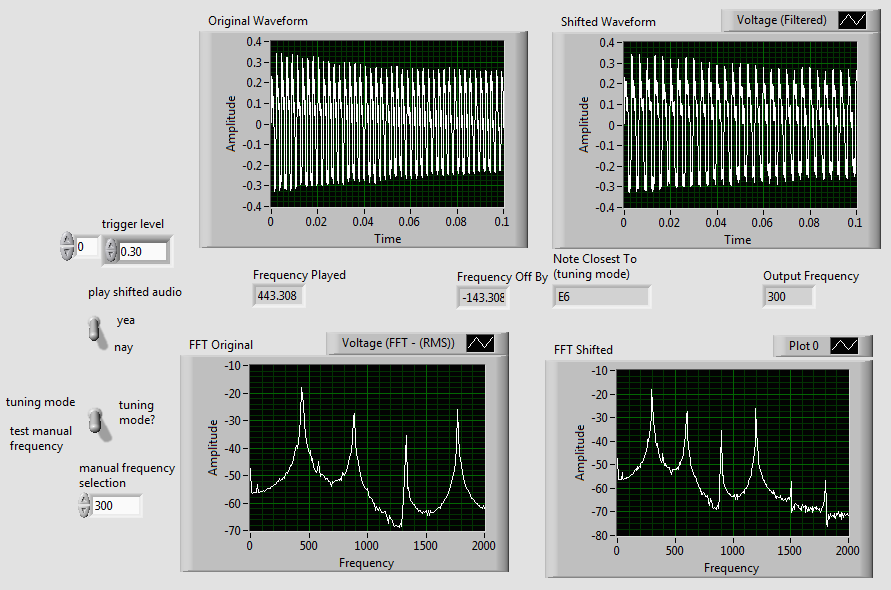 Original Waveform
Shifted Waveform
Voltage (Filtered)
0.4
0.3
0.2
0.1
0
-0.1
-0.2
-0.3
-0.4
Amplitude
0 0.02 0.04 0.06 0.08 0.1
Time
0.4
0.3
0.2
0.1
0
-0.1
-0.2
-0.3
-0.4
Amplitude
0 0.02 0.04 0.06 0.08 0.1
Time
trigger level
0
0.30
play shifted audio
yea
nay
Frequency Played
443.308
Frequency Off By
-143.308
Note Closest To
(tuning mode)
E6
Output Frequency
300
tuning mode
test manual
frequency
tuning
mode?
manual frequency
selection
300
FFT Original
Voltage (FFT - (RMS))
-10
-20
-30
-40
-50
-60
-70
Amplitude
0 500 1000 1500 2000
Frequency
FFT Shifted
Plot 0
-10
-20
-30
-40
-50
-60
-70
-80
Amplitude
0 500 1000 1500 2000
Frequency